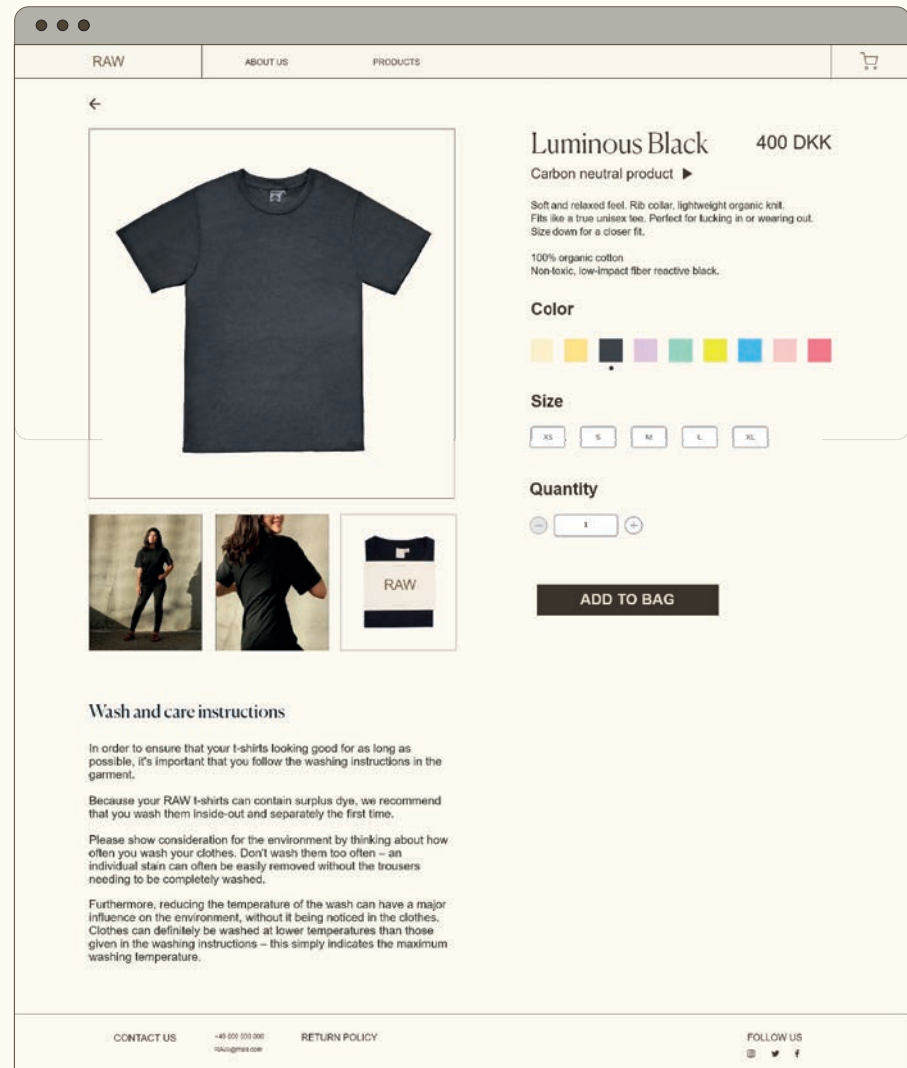 RAW
ABOUT US
PRODUCTS
Luminous Black
400 DKK
Carbon neutral product
Soft and relaxed feel. Rib collar, lightweight organic knit.
Fits like a true unisex tee. Perfect for tucking in or wearing out.
Size down for a closer fit.
100% organic cotton
Non-toxic, low-impact fiber reactive black.
Color
Size
XS
S
M
L
XL
Quantity
1
ADD TO BAG
RAW
Wash and care instructions
In order to ensure that your t-shirts looking good for as long as
possible, it's important that you follow the washing instructions in the
garment.
Because your RAW t-shirts can contain surplus dye, we recommend
that you wash them inside-out and separately the first time.
Please show consideration for the environment by thinking about how
often you wash your clothes. Don't wash them too often – an
individual stain can often be easily removed without the trousers
needing to be completely washed.
Furthermore, reducing the temperature of the wash can have a major
influence on the environment, without it being noticed in the clothes.
Clothes can definitely be washed at lower temperatures than those
given in the washing instructions – this simply indicates the maximum
washing temperature.
CONTACT US
RETURN POLICY
FOLLOW US